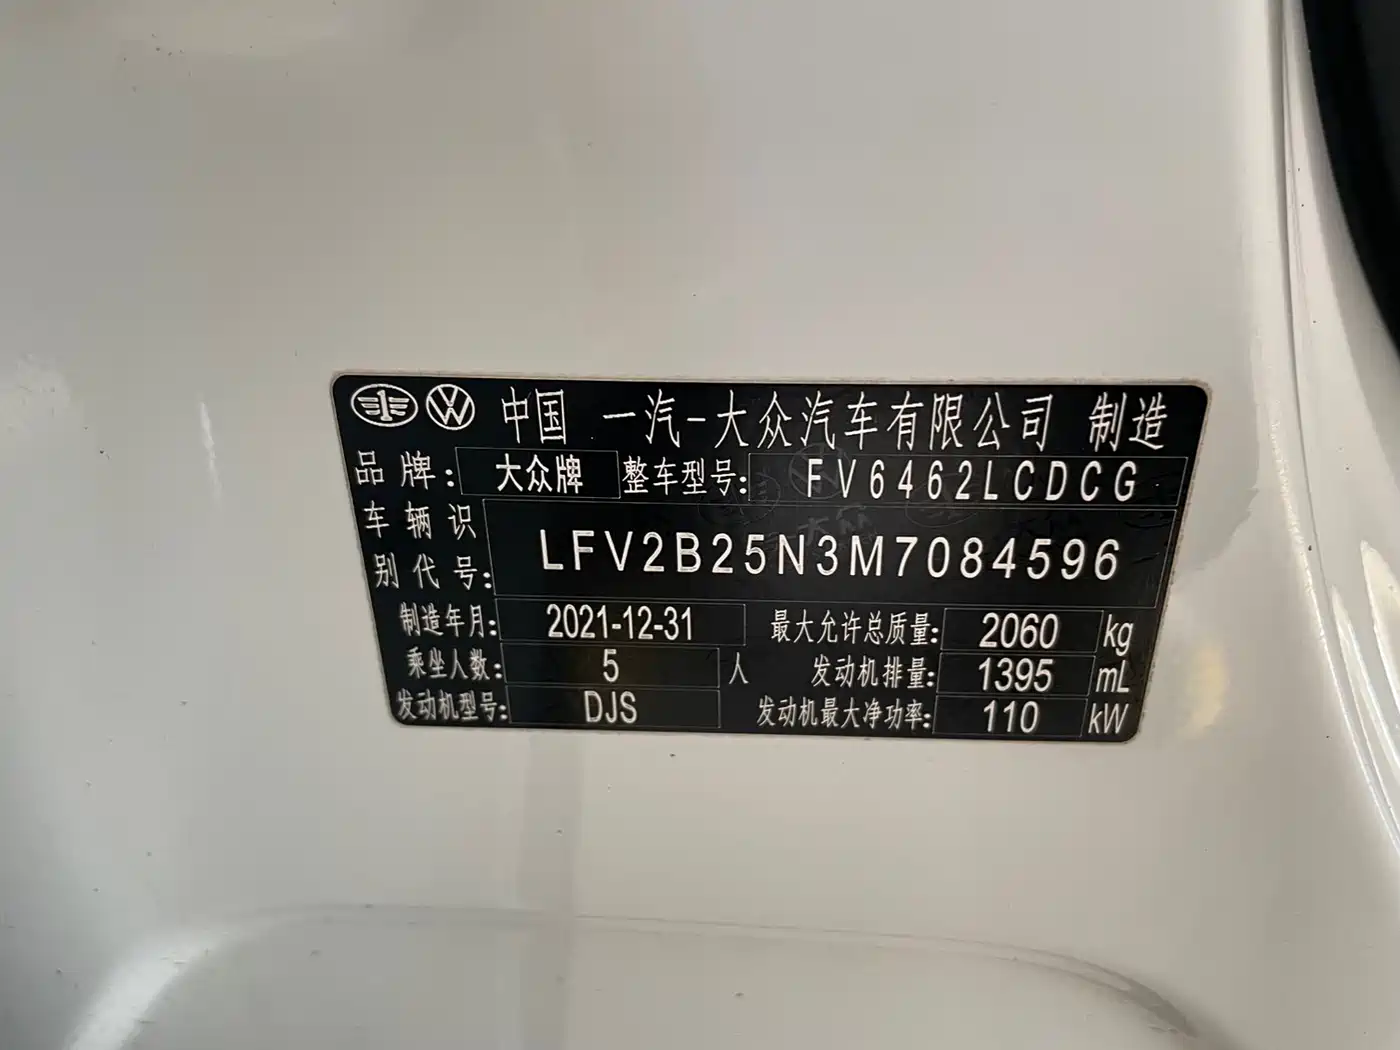 中国 一汽-大众汽车有限公司 制造
品牌: 大众牌 整车型号: FV6462LCDCG
车辆识别代号: LFV2B25N3M7084596
制造年月: 2021-12-31 最大允许总质量: 2060 kg
乘坐人数: 5 人 发动机排量: 1395 mL
发动机型号: DJS 发动机最大净功率: 110 kW